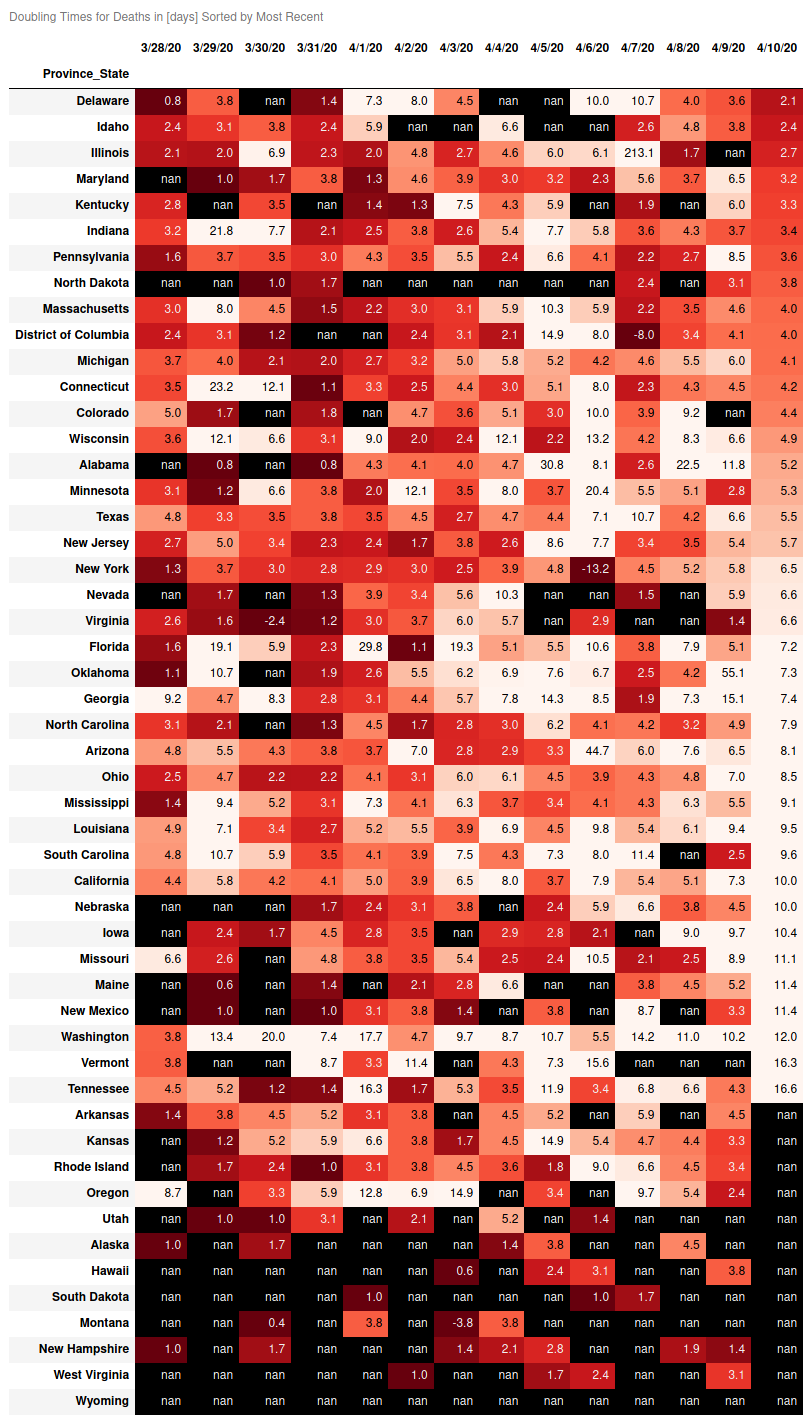 Doubling Times for Deaths in [days] Sorted by Most Recent
3/28/20 3/29/20 3/30/20 3/31/20 4/1/20 4/2/20 4/3/20 4/4/20 4/5/20 4/6/20 4/7/20 4/8/20 4/9/20 4/10/20
Province_State
Delaware 0.8 3.8 nan 1.4 7.3 8.0 4.5 nan nan 10.0 10.7 4.0 3.6 2.1
Idaho 2.4 3.1 3.8 2.4 5.9 nan nan 6.6 nan nan 2.6 4.8 3.8 2.4
Illinois 2.1 2.0 6.9 2.3 2.0 4.8 2.7 4.6 6.0 6.1 213.1 1.7 nan 2.7
Maryland nan 1.0 1.7 3.8 1.3 4.6 3.9 3.0 3.2 2.3 5.6 3.7 6.5 3.2
Kentucky 2.8 nan 3.5 nan 1.4 1.3 7.5 4.3 5.9 nan 1.9 nan 6.0 3.3
Indiana 3.2 21.8 7.7 2.1 2.5 3.8 2.6 5.4 7.7 5.8 3.6 4.3 3.7 3.4
Pennsylvania 1.6 3.7 3.5 3.0 4.3 3.5 5.5 2.4 6.6 4.1 2.2 2.7 8.5 3.6
North Dakota nan nan 1.0 1.7 nan nan nan nan nan nan 2.4 nan 3.1 3.8
Massachusetts 3.0 8.0 4.5 1.5 2.2 3.0 3.1 5.9 10.3 5.9 2.2 3.5 4.6 4.0
District of Columbia 2.4 3.1 1.2 nan nan 2.4 3.1 2.1 14.9 8.0 -8.0 3.4 4.1 4.0
Michigan 3.7 4.0 2.1 2.0 2.7 3.2 5.0 5.8 5.2 4.2 4.6 5.5 6.0 4.1
Connecticut 3.5 23.2 12.1 1.1 3.3 2.5 4.4 3.0 5.1 8.0 2.3 4.3 4.5 4.2
Colorado 5.0 1.7 nan 1.8 nan 4.7 3.6 5.1 3.0 10.0 3.9 9.2 nan 4.4
Wisconsin 3.6 12.1 6.6 3.1 9.0 2.0 2.4 12.1 2.2 13.2 4.2 8.3 6.6 4.9
Alabama nan 0.8 nan 0.8 4.3 4.1 4.0 4.7 30.8 8.1 2.6 22.5 11.8 5.2
Minnesota 3.1 1.2 6.6 3.8 2.0 12.1 3.5 8.0 3.7 20.4 5.5 5.1 2.8 5.3
Texas 4.8 3.3 3.5 3.8 3.5 4.5 2.7 4.7 4.4 7.1 10.7 4.2 6.6 5.5
New Jersey 2.7 5.0 3.4 2.3 2.4 1.7 3.8 2.6 8.6 7.7 3.4 3.5 5.4 5.7
New York 1.3 3.7 3.0 2.8 2.9 3.0 2.5 3.9 4.8 -13.2 4.5 5.2 5.8 6.5
Nevada nan 1.7 nan 1.3 3.9 3.4 5.6 10.3 nan nan 1.5 nan 5.9 6.6
Virginia 2.6 1.6 -2.4 1.2 3.0 3.7 6.0 5.7 nan 2.9 nan nan 1.4 6.6
Florida 1.6 19.1 5.9 2.3 29.8 1.1 19.3 5.1 5.5 10.6 3.8 7.9 5.1 7.2
Oklahoma 1.1 10.7 nan 1.9 2.6 5.5 6.2 6.9 7.6 6.7 2.5 4.2 55.1 7.3
Georgia 9.2 4.7 8.3 2.8 3.1 4.4 5.7 7.8 14.3 8.5 1.9 7.3 15.1 7.4
North Carolina 3.1 2.1 nan 1.3 4.5 1.7 2.8 3.0 6.2 4.1 4.2 3.2 4.9 7.9
Arizona 4.8 5.5 4.3 3.8 3.7 7.0 2.8 2.9 3.3 44.7 6.0 7.6 6.5 8.1
Ohio 2.5 4.7 2.2 2.2 4.1 3.1 6.0 6.1 4.5 3.9 4.3 4.8 7.0 8.5
Mississippi 1.4 9.4 5.2 3.1 7.3 4.1 6.3 3.7 3.4 4.1 4.3 6.3 5.5 9.1
Louisiana 4.9 7.1 3.4 2.7 5.2 5.5 3.9 6.9 4.5 9.8 5.4 6.1 9.4 9.5
South Carolina 4.8 10.7 5.9 3.5 4.1 3.9 7.5 4.3 7.3 8.0 11.4 nan 2.5 9.6
California 4.4 5.8 4.2 4.1 5.0 3.9 6.5 8.0 3.7 7.9 5.4 5.1 7.3 10.0
Nebraska nan nan nan 1.7 2.4 3.1 3.8 nan 2.4 5.9 6.6 3.8 4.5 10.0
Iowa nan 2.4 1.7 4.5 2.8 3.5 nan 2.9 2.8 2.1 nan 9.0 9.7 10.4
Missouri 6.6 2.6 nan 4.8 3.8 3.5 5.4 2.5 2.4 10.5 2.1 2.5 8.9 11.1
Maine nan 0.6 nan 1.4 nan 2.1 2.8 6.6 nan nan 3.8 4.5 5.2 11.4
New Mexico nan 1.0 nan 1.0 3.1 3.8 1.4 nan 3.8 nan 8.7 nan 3.3 11.4
Washington 3.8 13.4 20.0 7.4 17.7 4.7 9.7 8.7 10.7 5.5 14.2 11.0 10.2 12.0
Vermont 3.8 nan nan 8.7 3.3 11.4 nan 4.3 7.3 15.6 nan nan nan 16.3
Tennessee 4.5 5.2 1.2 1.4 16.3 1.7 5.3 3.5 11.9 3.4 6.8 6.6 4.3 16.6
Arkansas 1.4 3.8 4.5 5.2 3.1 3.8 nan 4.5 5.2 nan 5.9 nan 4.5 nan
Kansas nan 1.2 5.2 5.9 6.6 3.8 1.7 4.5 14.9 5.4 4.7 4.4 3.3 nan
Rhode Island nan 1.7 2.4 1.0 3.1 3.8 4.5 3.6 1.8 9.0 6.6 4.5 3.4 nan
Oregon 8.7 nan 3.3 5.9 12.8 6.9 14.9 nan 3.4 nan 9.7 5.4 2.4 nan
Utah nan 1.0 1.0 3.1 nan 2.1 nan 5.2 nan 1.4 nan nan nan nan
Alaska 1.0 nan 1.7 nan nan nan nan 1.4 3.8 nan nan 4.5 nan nan
Hawaii nan nan nan nan nan nan 0.6 nan 2.4 3.1 nan nan 3.8 nan
South Dakota nan nan nan nan 1.0 nan nan nan nan 1.0 1.7 nan nan nan
Montana nan nan 0.4 nan 3.8 nan -3.8 3.8 nan nan nan nan nan nan
New Hampshire 1.0 nan 1.7 nan nan nan 1.4 2.1 2.8 nan nan 1.9 1.4 nan
West Virginia nan nan nan nan nan 1.0 nan nan 1.7 2.4 nan nan 3.1 nan
Wyoming nan nan nan nan nan nan nan nan nan nan nan nan nan nan